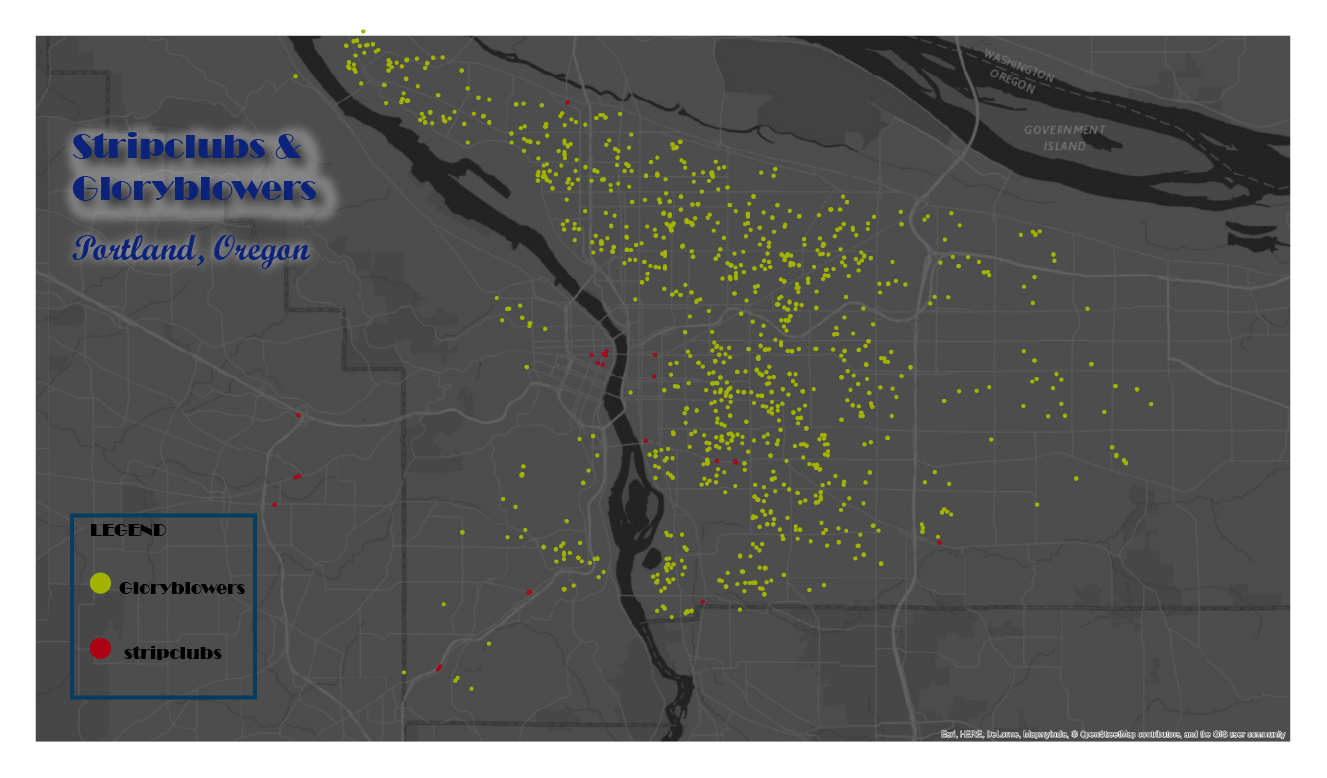 WASHINGTON
OREGON
GOVERNMENT
ISLAND
Stripclubs &
Gloryblowers
Portland, Oregon
LEGEND
Gloryblowers
stripclubs
Esri, HERE, DeLorme, MapmyIndia, © OpenStreetMap contributors, and the GIS user community